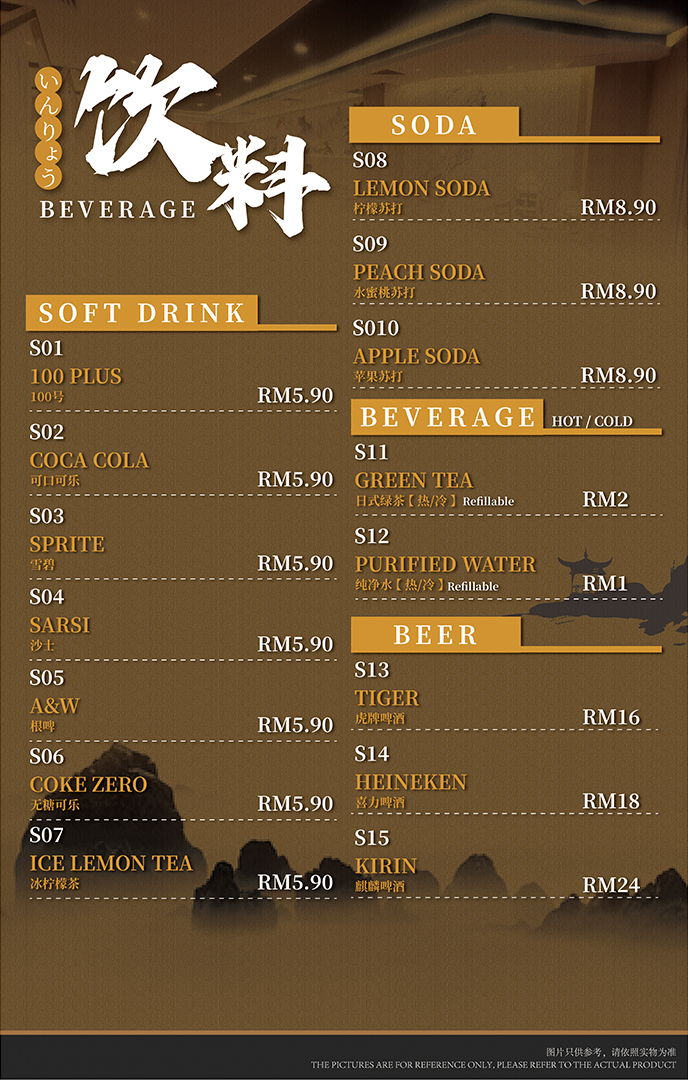 いんりょう
饮料
BEVERAGE
SOFT DRINK
S01
100 PLUS
100号
RM5.90
S02
COCA COLA
可口可乐
RM5.90
S03
SPRITE
雪碧
RM5.90
S04
SARSI
沙士
RM5.90
S05
A&W
根啤
RM5.90
S06
COKE ZERO
无糖可乐
RM5.90
S07
ICE LEMON TEA
冰柠檬茶
RM5.90
SODA
S08
LEMON SODA
柠檬苏打
RM8.90
S09
PEACH SODA
水蜜桃苏打
RM8.90
S010
APPLE SODA
苹果苏打
RM8.90
BEVERAGE HOT / COLD
S11
GREEN TEA
日式绿茶【热/冷】Refillable
RM2
S12
PURIFIED WATER
纯净水【热/冷】Refillable
RM1
BEER
S13
TIGER
虎牌啤酒
RM16
S14
HEINEKEN
喜力啤酒
RM18
S15
KIRIN
麒麟啤酒
RM24
图片只供参考，请依照实物为准
THE PICTURES ARE FOR REFERENCE ONLY, PLEASE REFER TO THE ACTUAL PRODUCT